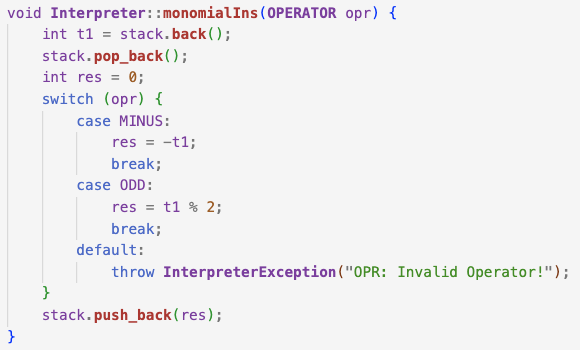 void Interpreter::monomialIns(OPERATOR opr) {
    int t1 = stack.back();
    stack.pop_back();
    int res = 0;
    switch (opr) {
        case MINUS:
            res = -t1;
            break;
        case ODD:
            res = t1 % 2;
            break;
        default:
            throw InterpreterException("OPR: Invalid Operator!");
    }
    stack.push_back(res);
}